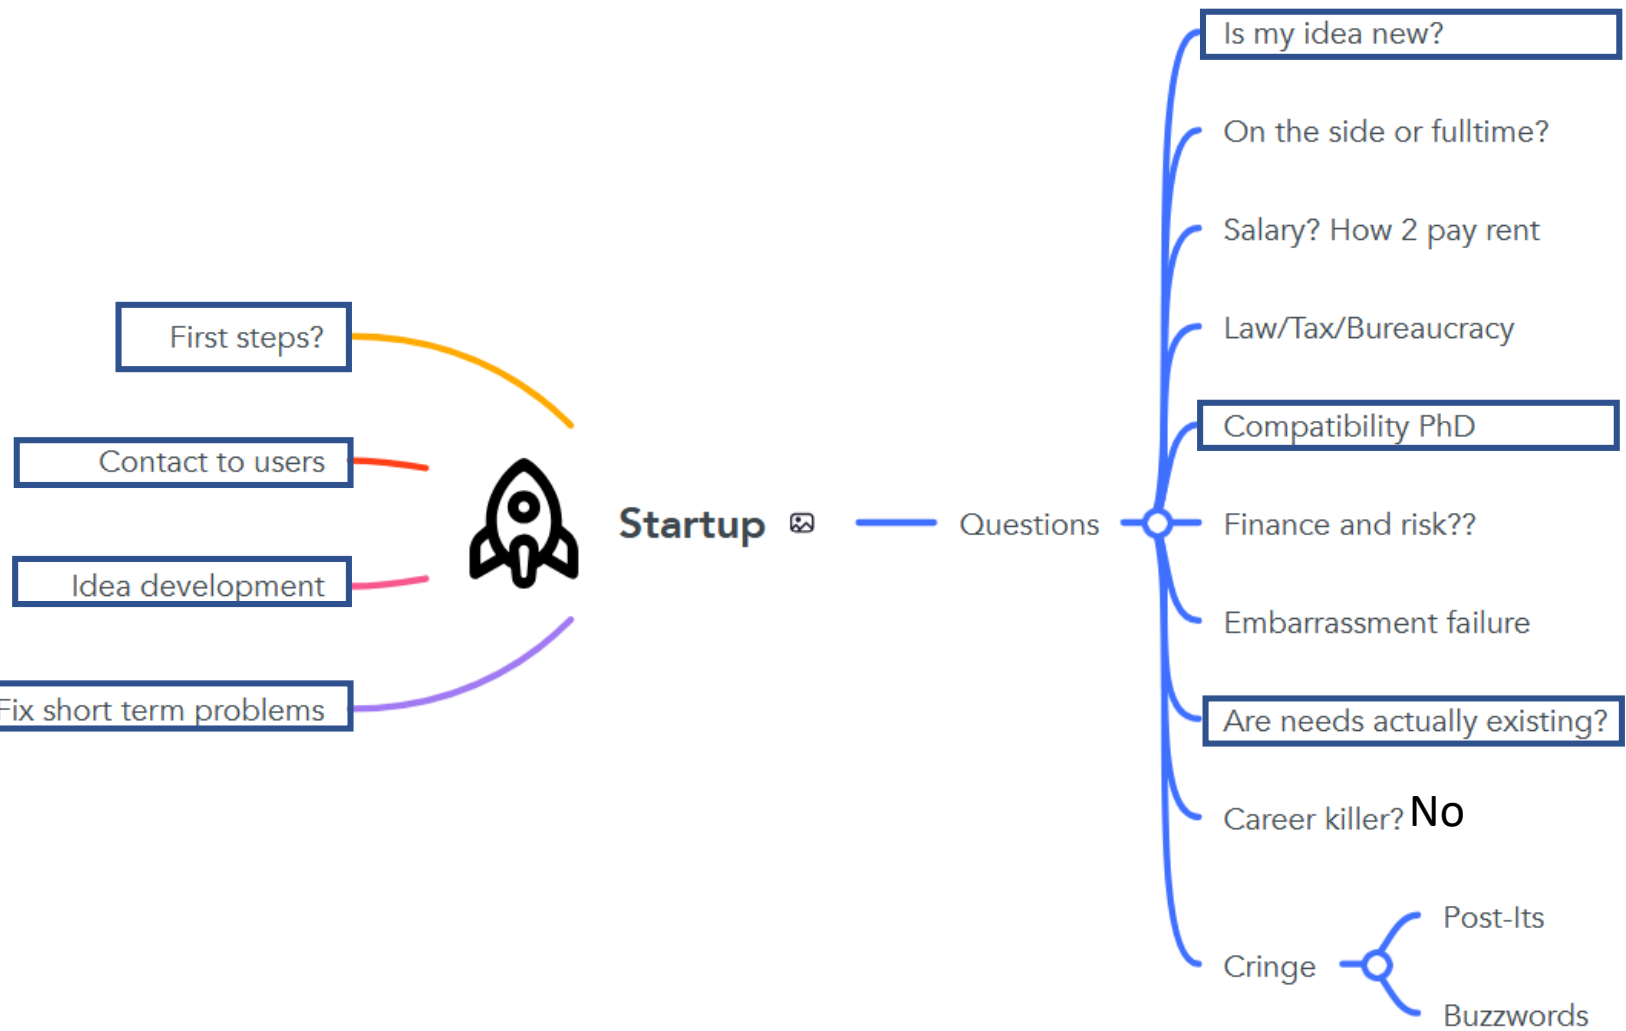 First steps?
Contact to users
Idea development
Fix short term problems
Startup
Questions
Is my idea new?
On the side or fulltime?
Salary? How 2 pay rent
Law/Tax/Bureaucracy
Compatibility PhD
Finance and risk??
Embarrassment failure
Are needs actually existing?
Career killer? No
Cringe
Post-Its
Buzzwords